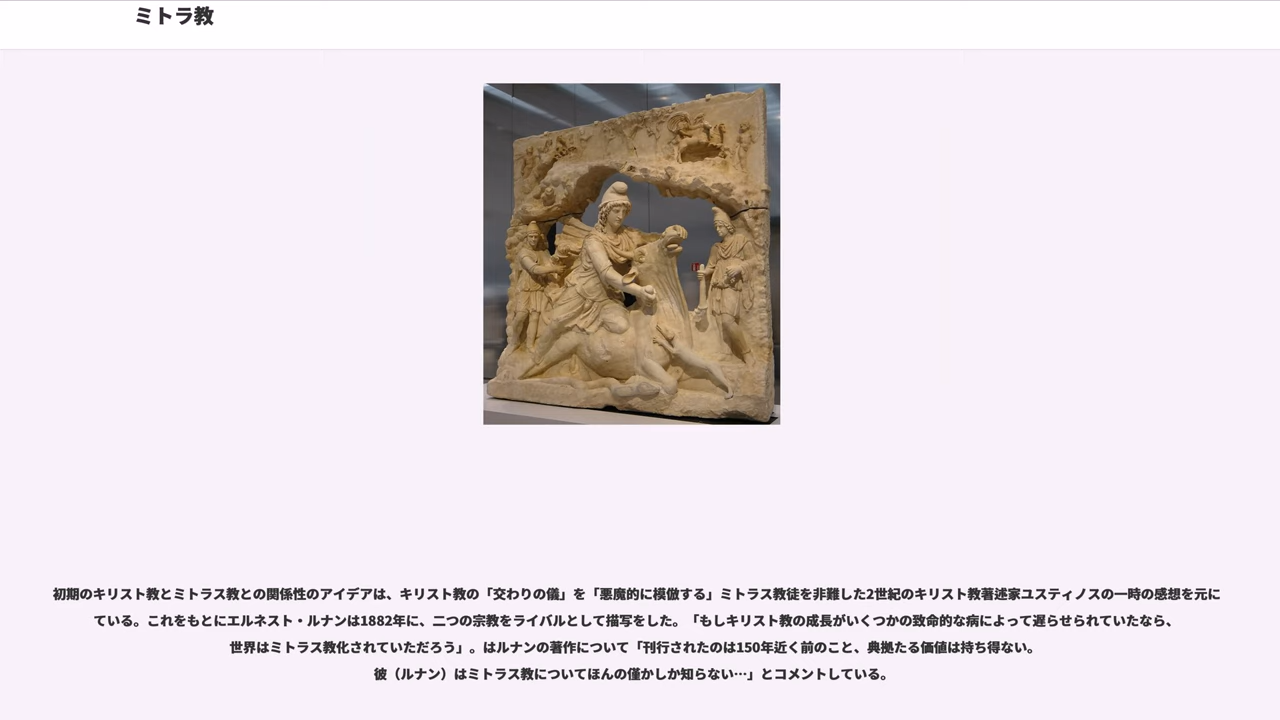 ミトラ教
初期のキリスト教とミトラス教との関係性のアイデアは、キリスト教の「交わりの儀」を「悪魔的に模倣する」ミトラス教徒を非難した2世紀のキリスト教著述家ユスティノスの一時の感想を元に
ている。これをもとにエルネスト・ルナンは1882年に、二つの宗教をライバルとして描写をした。「もしキリスト教の成長がいくつかの致命的な病によって遅らせられていたなら、
世界はミトラス教化されていただろう」。はルナンの著作について「刊行されたのは150年近く前のこと、典拠たる価値は持ち得ない。
彼（ルナン）はミトラス教についてほんの僅かしか知らない…」とコメントしている。